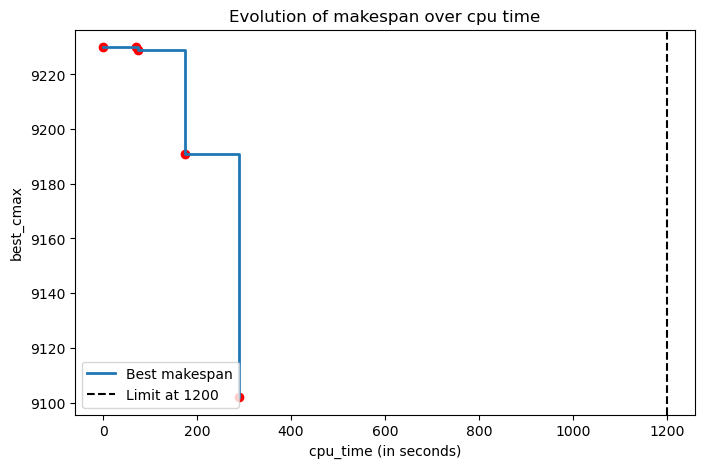 Evolution of makespan over cpu time
best_cmax
9220
9200
9180
9160
9140
9120
9100
Best makespan
Limit at 1200
0 200 400 600 800 1000 1200
cpu_time (in seconds)